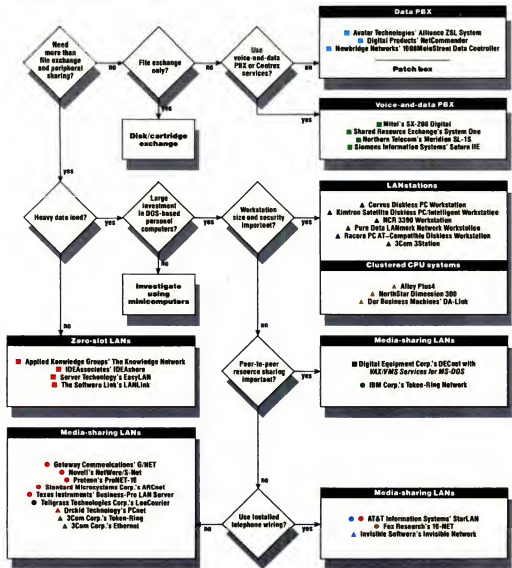 Need
more than
file exchange
and peripheral
sharing?
no
File exchange
only?
no
Use
voice-and-data
PBX or Centrex
services?
Data PBX
Avatar Technologies' Alliance ZSL System
Digital Products' NetCommander
Newbridge Networks' 1008 MainStreet Data Controller
Patch box
yes
yes
yes
Disk/cartridge
exchange
Voice-and-data PBX
Mitel's SX-200 Digital
Shared Resource Exchange's System One
Northern Telecom's Meridian SL-1S
Siemens Information Systems' Saturn IIE
Heavy data load?
yes
Large
investment
in DOS-based
personal
computers?
yes
Workstation
size and security
important?
yes
LANstations
Corvus Diskless PC Workstation
Kimtron Satellite Diskless PC/Intelligent Workstation
NCR 3390 Workstation
Pure Data LANmark Network Workstation
Racore PC AT-Compatible Diskless Workstation
3Com 3Station
Clustered CPU systems
Alloy Plus4
NorthStar Dimension 300
Our Business Machines' DA-Link
no
no
Investigate
using
minicomputers
Zero-slot LANs
Applied Knowledge Groups' The Knowledge Network
IDEAssociates' IDEAshare
Server Technology's EasyLAN
The Software Link's LANLink
Peer-to-peer
resource sharing
important?
yes
Media-sharing LANs
Digital Equipment Corp.'s DECnet with
VAX/VMS Services for MS-DOS
IBM Corp.'s Token-Ring Network
no
Media-sharing LANs
Gateway Communications' G/NET
Novell's NetWare/S-Net
Proteon's ProNET-10
Standard Microsystems Corp.'s ARCnet
Texas Instruments' Business-Pro LAN Server
Orchid Technology's PCnet
3Com Corp.'s Token-Ring
3Com Corp.'s Ethernet
no
Use installed
telephone wiring?
yes
Media-sharing LANs
AT&T Information Systems' StarLAN
Fox Research's 10-NET
Invisible Software's Invisible Network